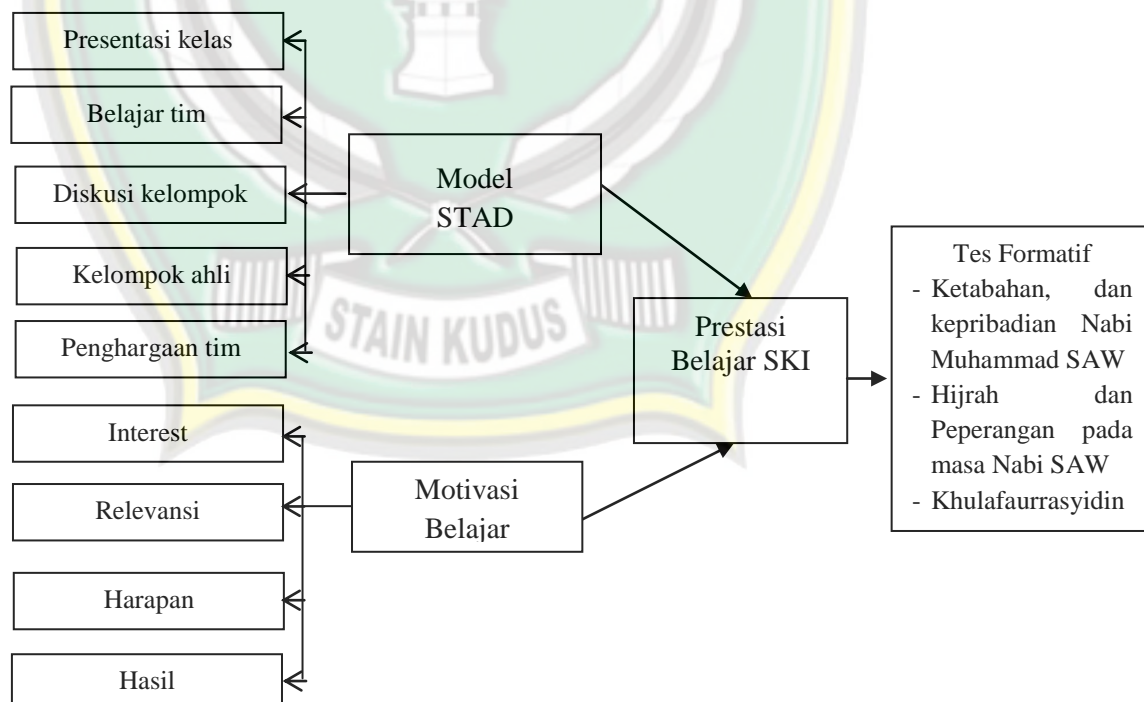 Presentasi kelas
Belajar tim
Diskusi kelompok
Kelompok ahli
Penghargaan tim
Interest
Relevansi
Harapan
Hasil
Model
STAD
Motivasi
Belajar
STAIN KUDUS
Prestasi
Belajar SKI
Tes Formatif
- Ketabahan, dan
kepribadian Nabi
Muhammad SAW
- Hijrah dan
Peperangan pada
masa Nabi SAW
- Khulafaurrasyidin